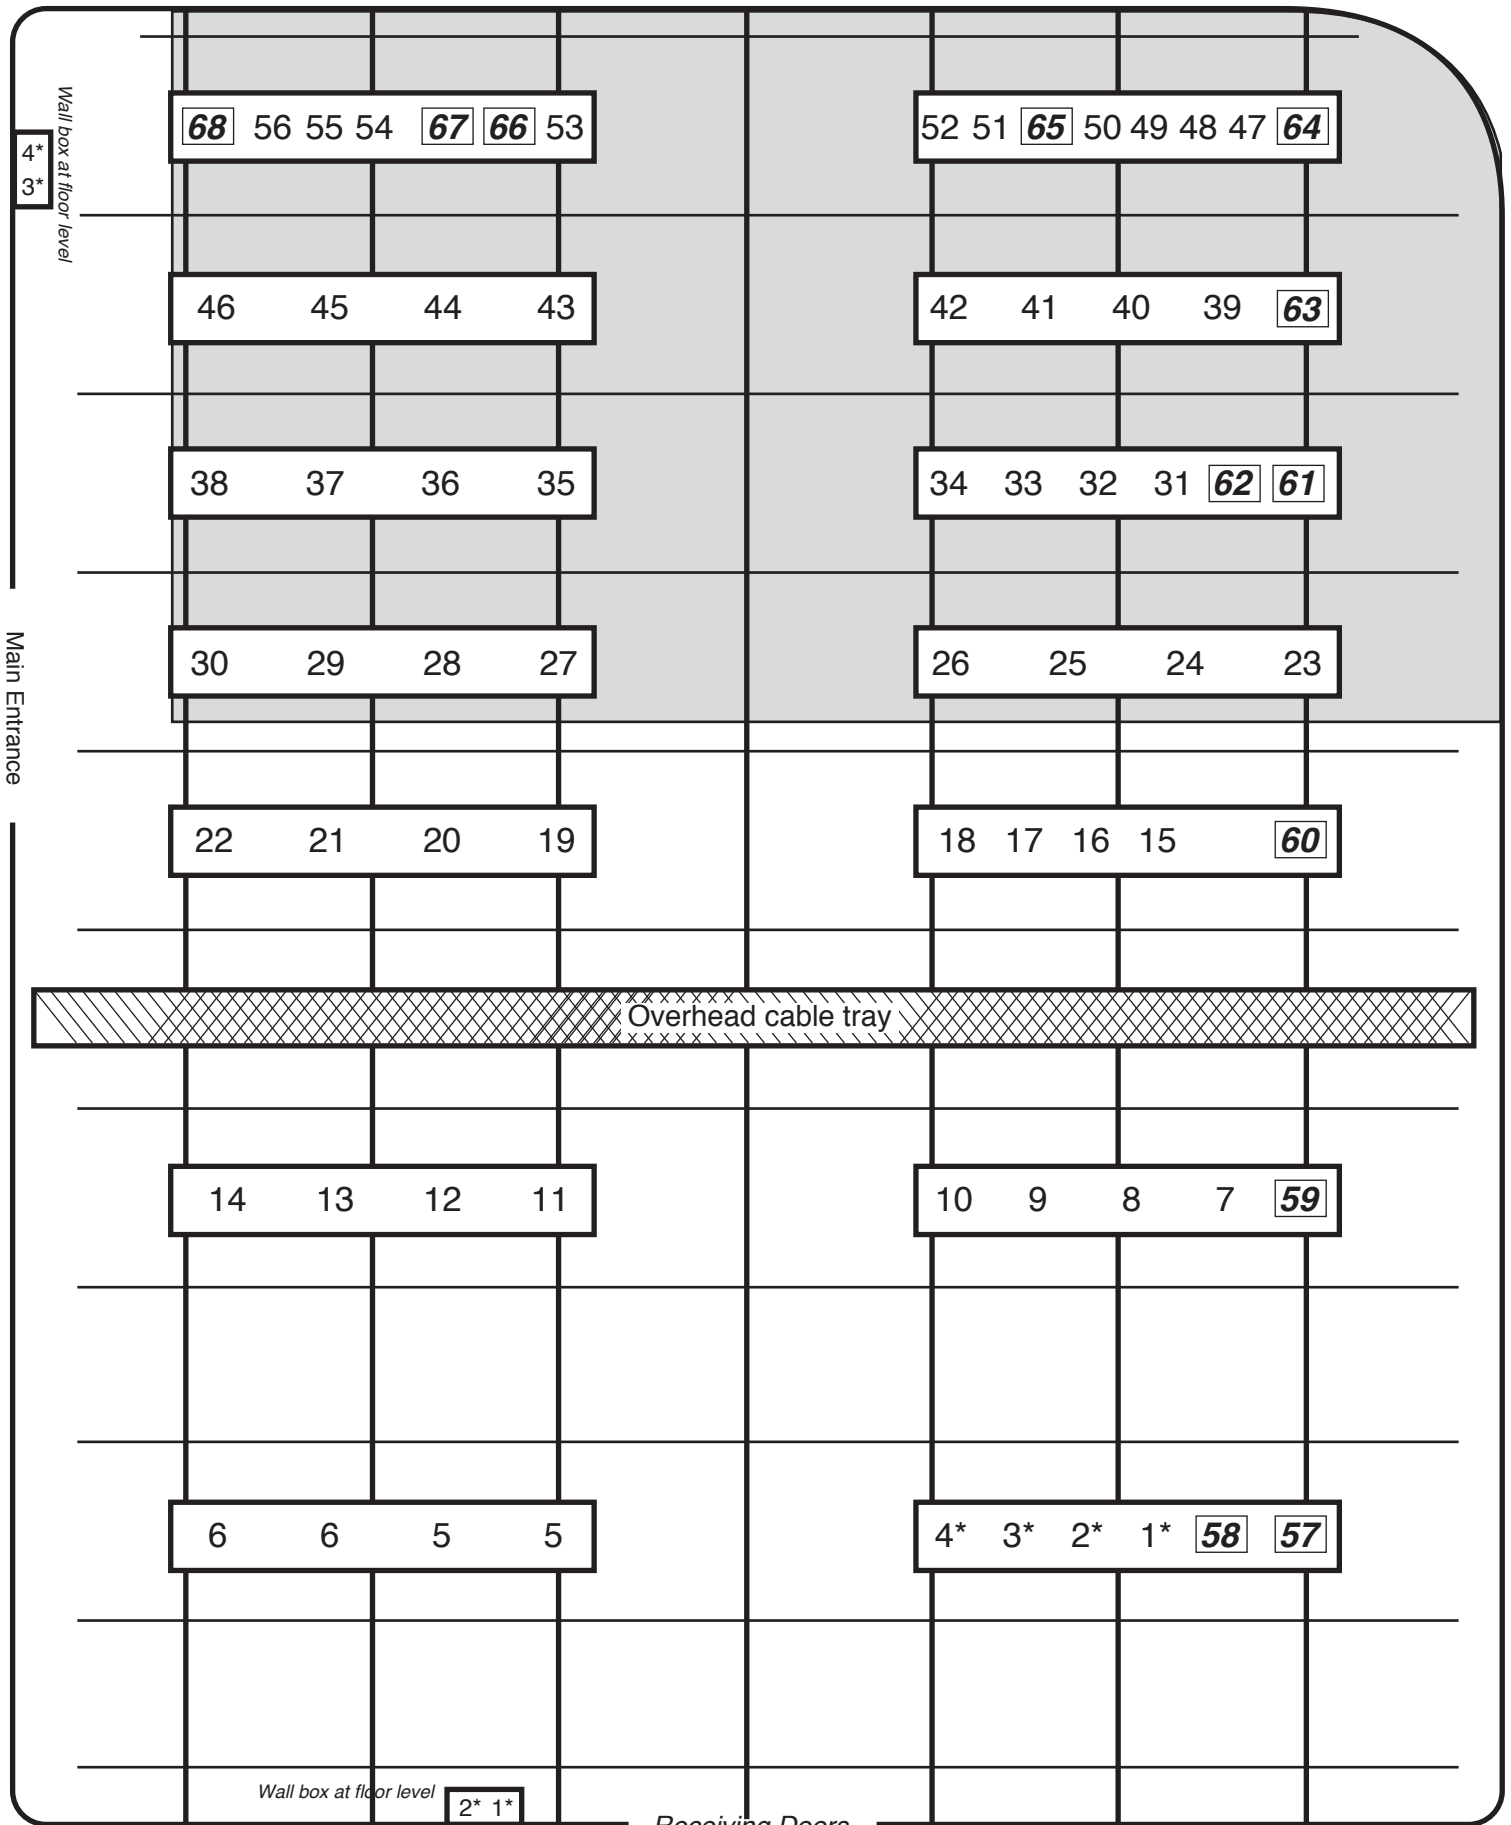 68 56 55 54 67 66 53
52 51 65 50 49 48 47 64
Wall box at floor level
4*
3*
46 45 44 43
42 41 40 39 63
38 37 36 35
34 33 32 31 62 61
30 29 28 27
26 25 24 23
Main Entrance
22 21 20 19
18 17 16 15 60
Overhead cable tray
14 13 12 11
10 9 8 7 59
6 6 5 5
4* 3* 2* 1* 58 57
Wall box at floor level
2* 1*
Receiving Doors